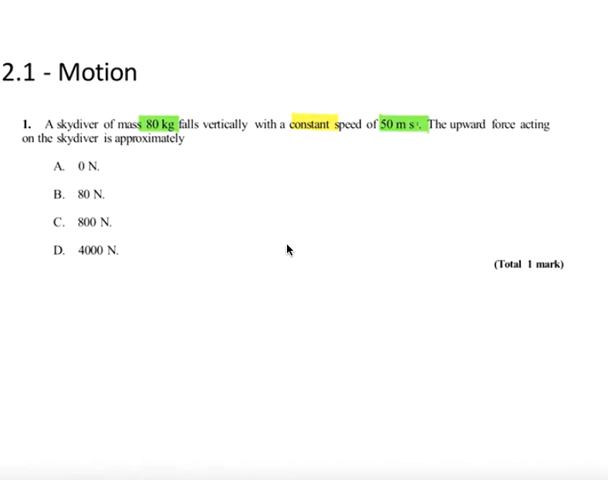 2.1 - Motion
1. A skydiver of mass 80 kg falls vertically with a constant speed of 50 m s⁻¹. The upward force acting
on the skydiver is approximately
A. 0 N.
B. 80 N.
C. 800 N.
D. 4000 N.
(Total 1 mark)